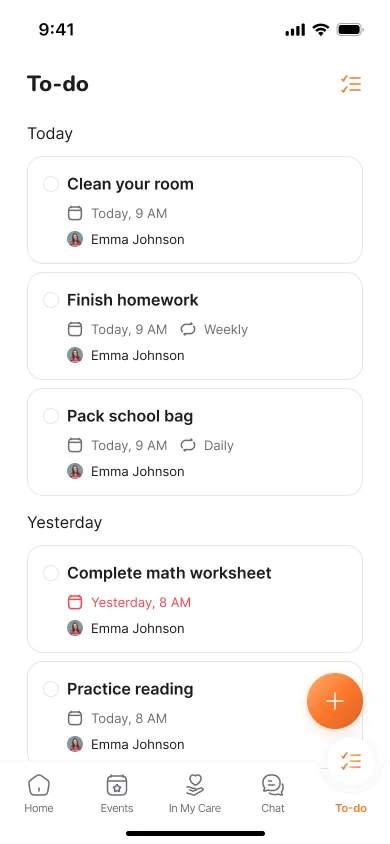 9:41
To-do
Today
Clean your room
Today, 9 AM
Emma Johnson
Finish homework
Today, 9 AM Weekly
Emma Johnson
Pack school bag
Today, 9 AM Daily
Emma Johnson
Yesterday
Complete math worksheet
Yesterday, 8 AM
Emma Johnson
Practice reading
Today, 8 AM
Emma Johnson
Home Events In My Care Chat To-do